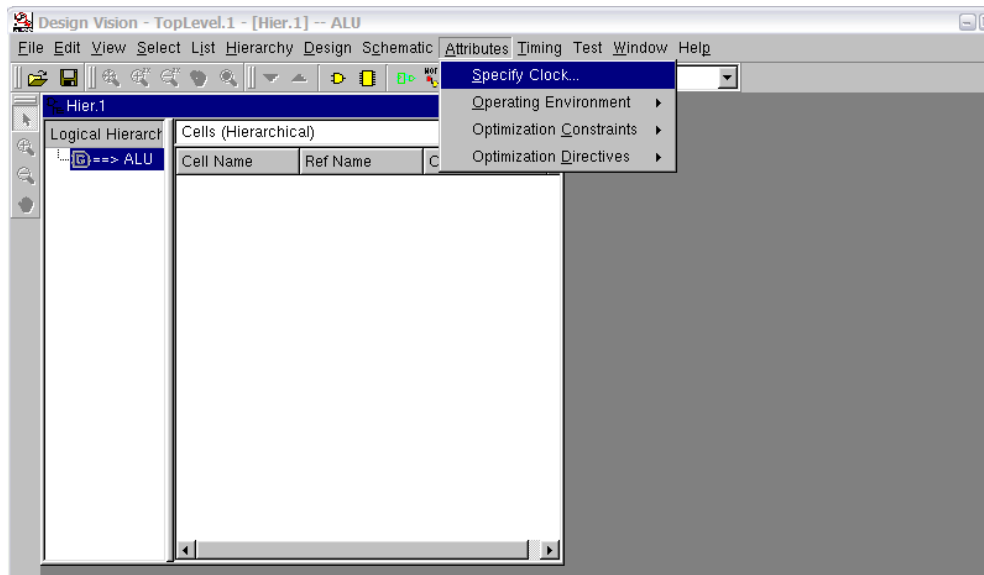 Design Vision - TopLevel.1 - [Hier.1] -- ALU
File Edit View Select List Hierarchy Design Schematic Attributes Timing Test Window Help
Specify Clock...
Operating Environment
Optimization Constraints
Optimization Directives
Hier.1
Logical Hierarch
Cells (Hierarchical)
==> ALU
Cell Name Ref Name C